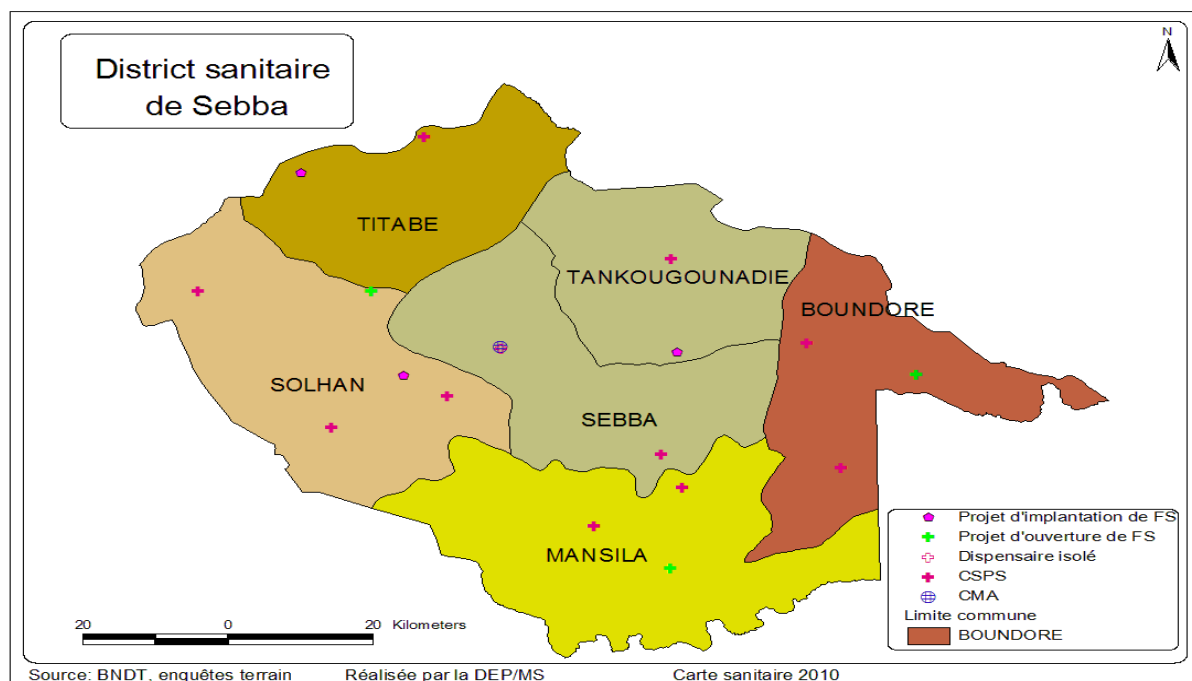 District sanitaire
de Sebba
N
TITABE
TANKOUGOUNADIE
BOUNDORE
SOLHAN
SEBBA
MANSILA
Projet d'implantation de FS
Projet d'ouverture de FS
Dispensaire isolé
CSPS
CMA
Limite commune
BOUNDORE
20 0 20 Kilometers
Source: BNDT, enquêtes terrain Réalisée par la DEP/MS Carte sanitaire 2010